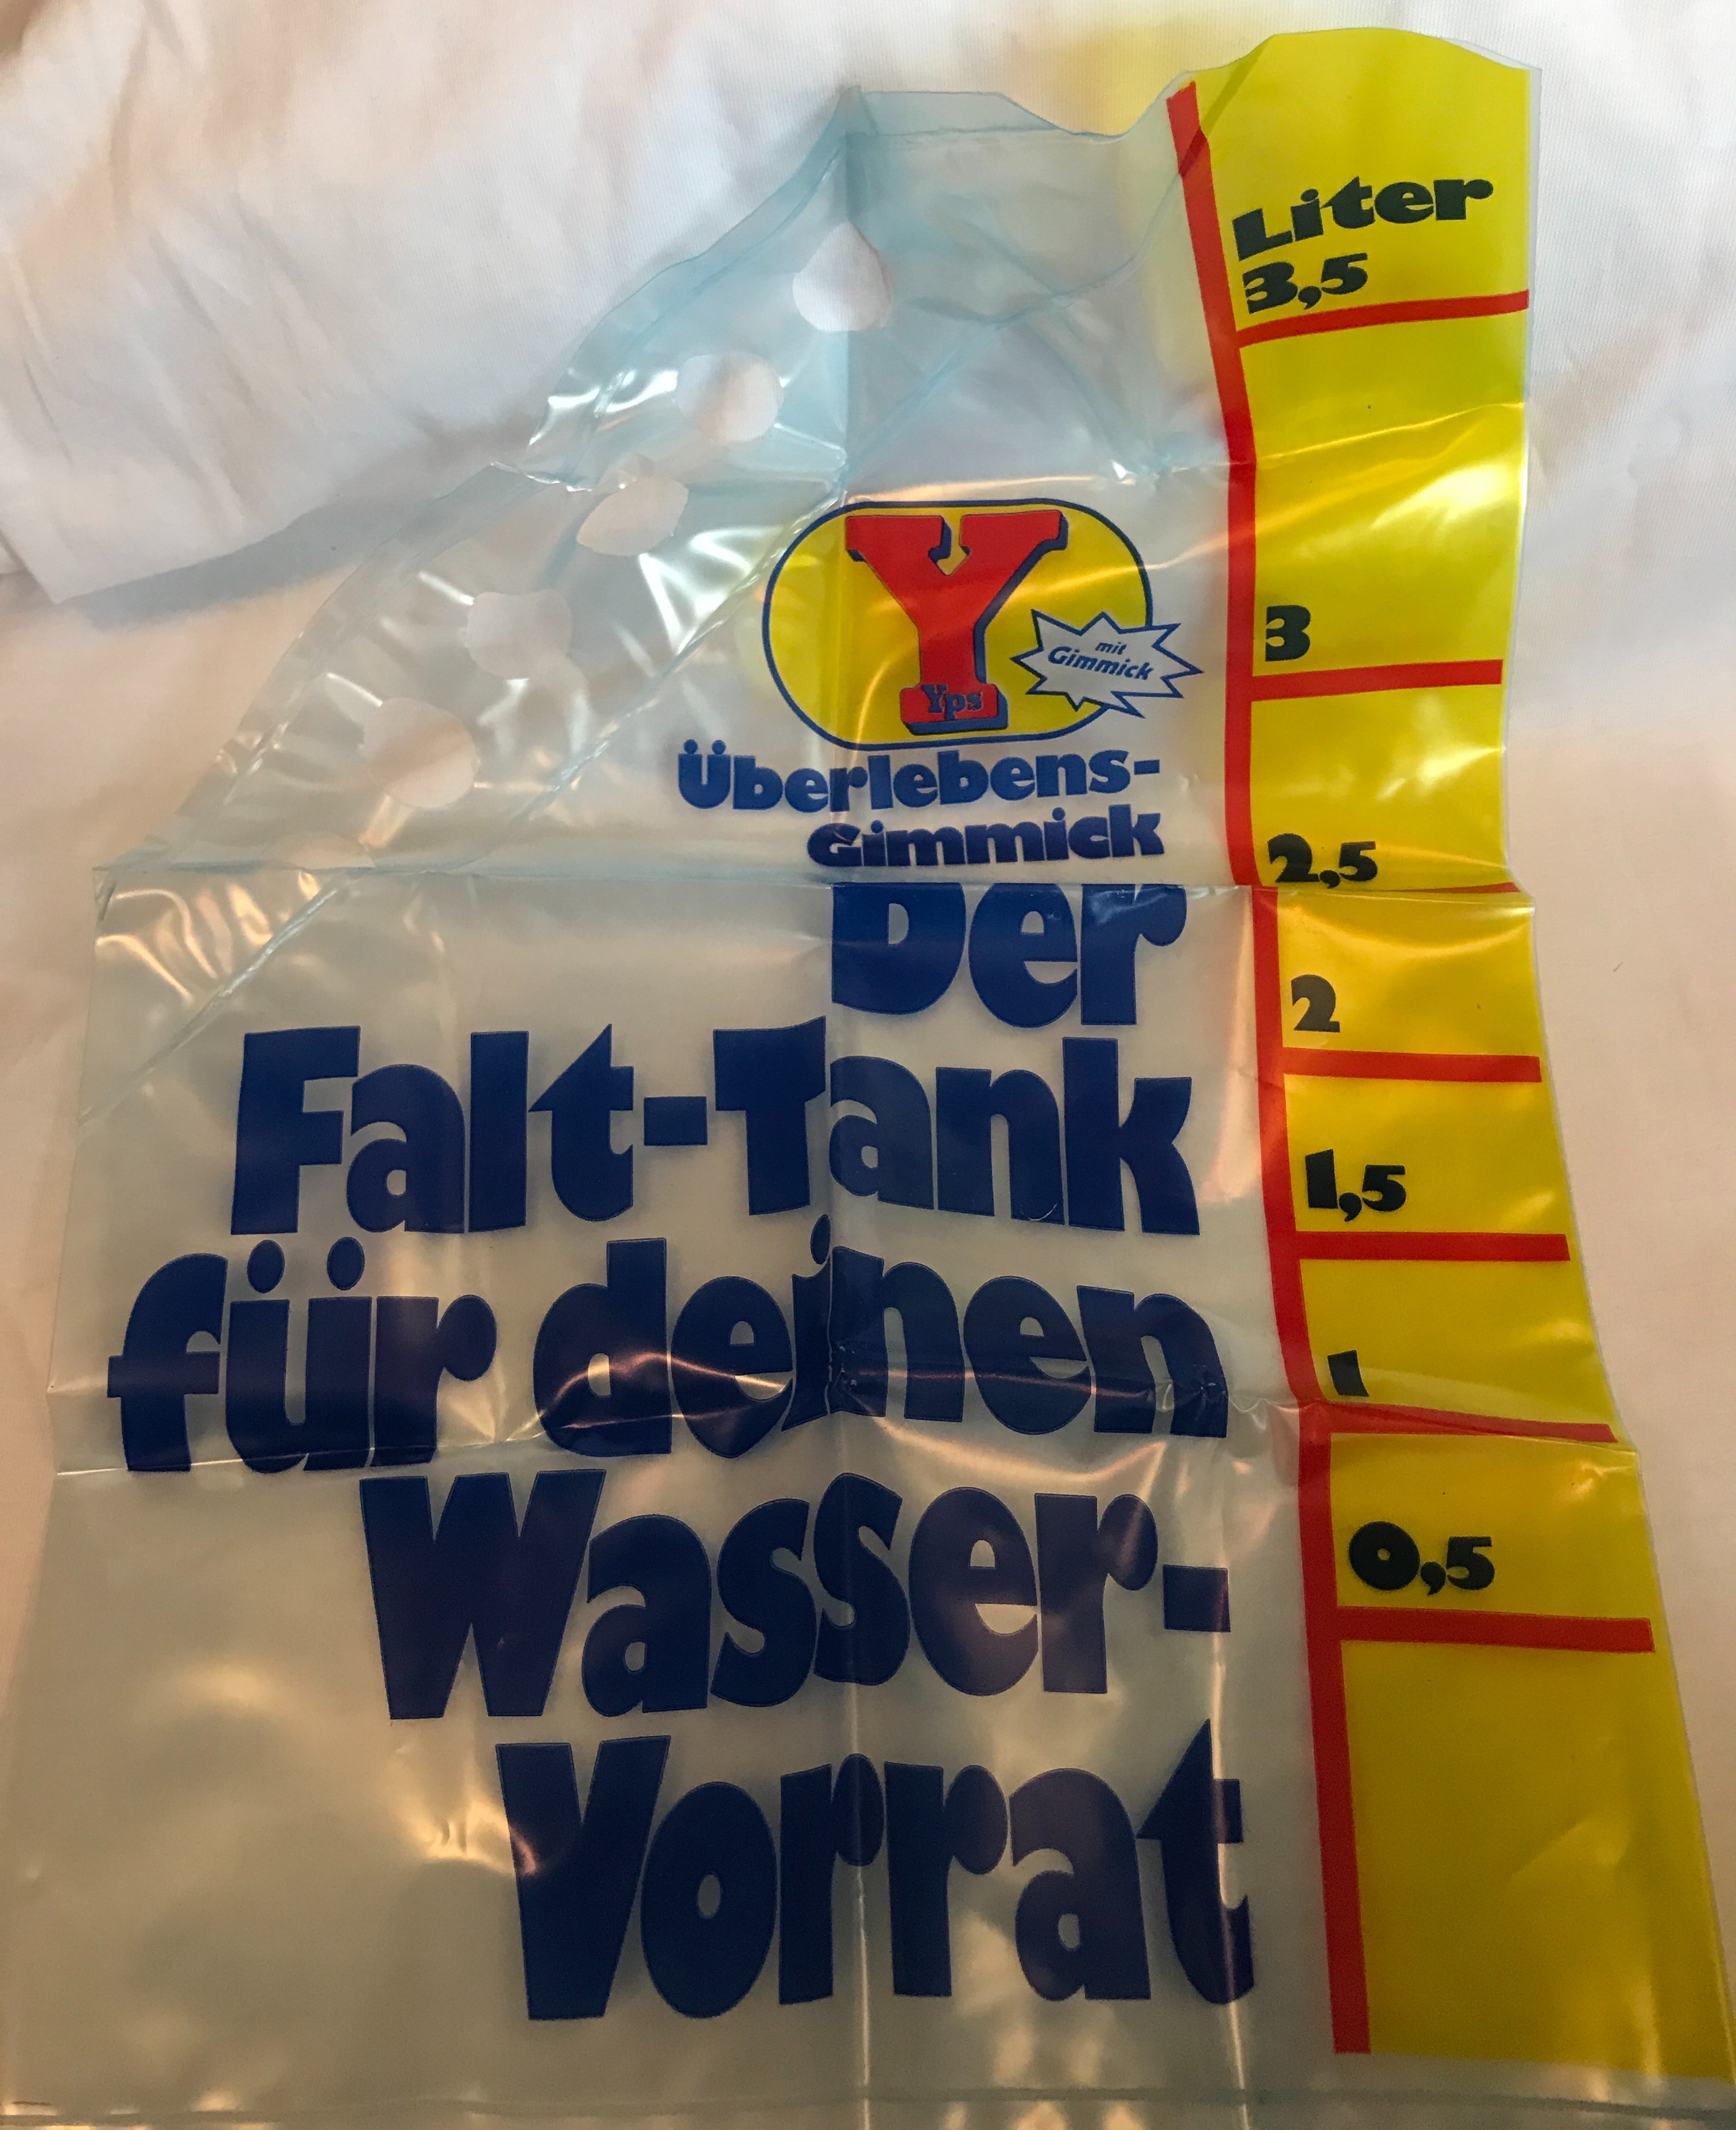 Y
Yps
mit
Gimmick
Überlebens-
Gimmick
Der
Falt-Tank
für deinen
Wasser-
Vorrat
Liter
3,5
3
2,5
2
1,5
1
0,5